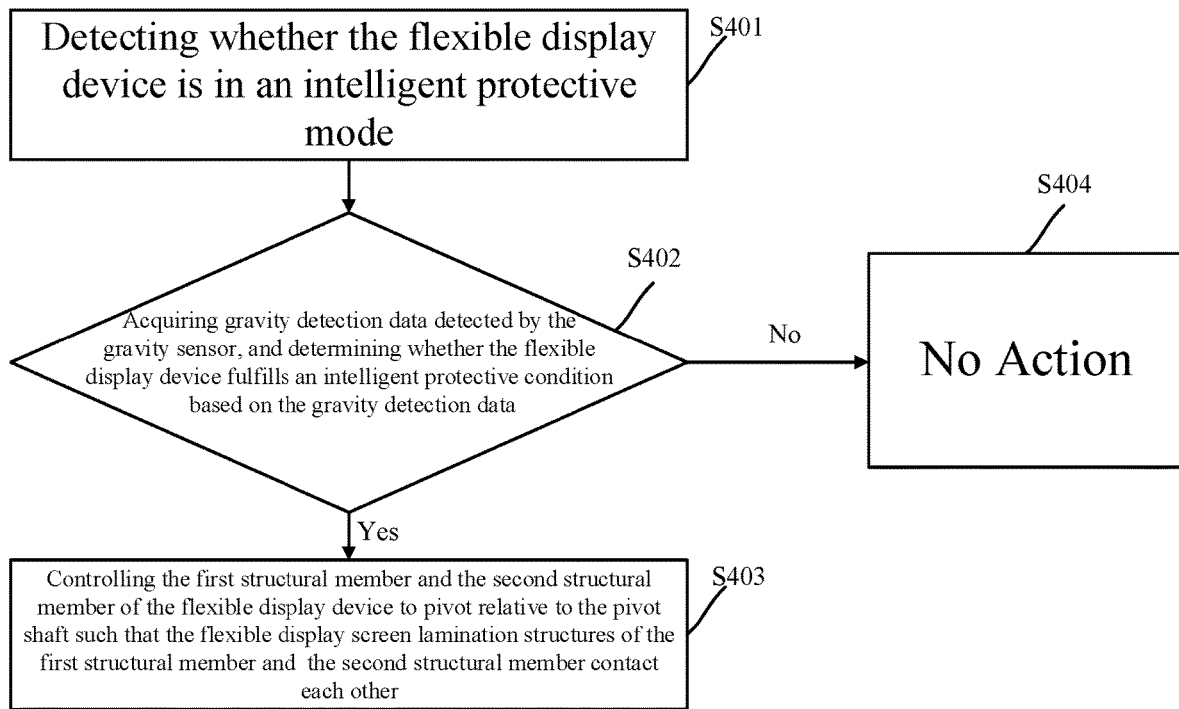 Detecting whether the flexible display
device is in an intelligent protective
mode
S401
S404
S402
Acquiring gravity detection data detected by the
gravity sensor, and determining whether the flexible
display device fulfills an intelligent protective condition
based on the gravity detection data
No
No Action
Yes
S403
Controlling the first structural member and the second structural
member of the flexible display device to pivot relative to the pivot
shaft such that the flexible display screen lamination structures of the
first structural member and the second structural member contact
each other